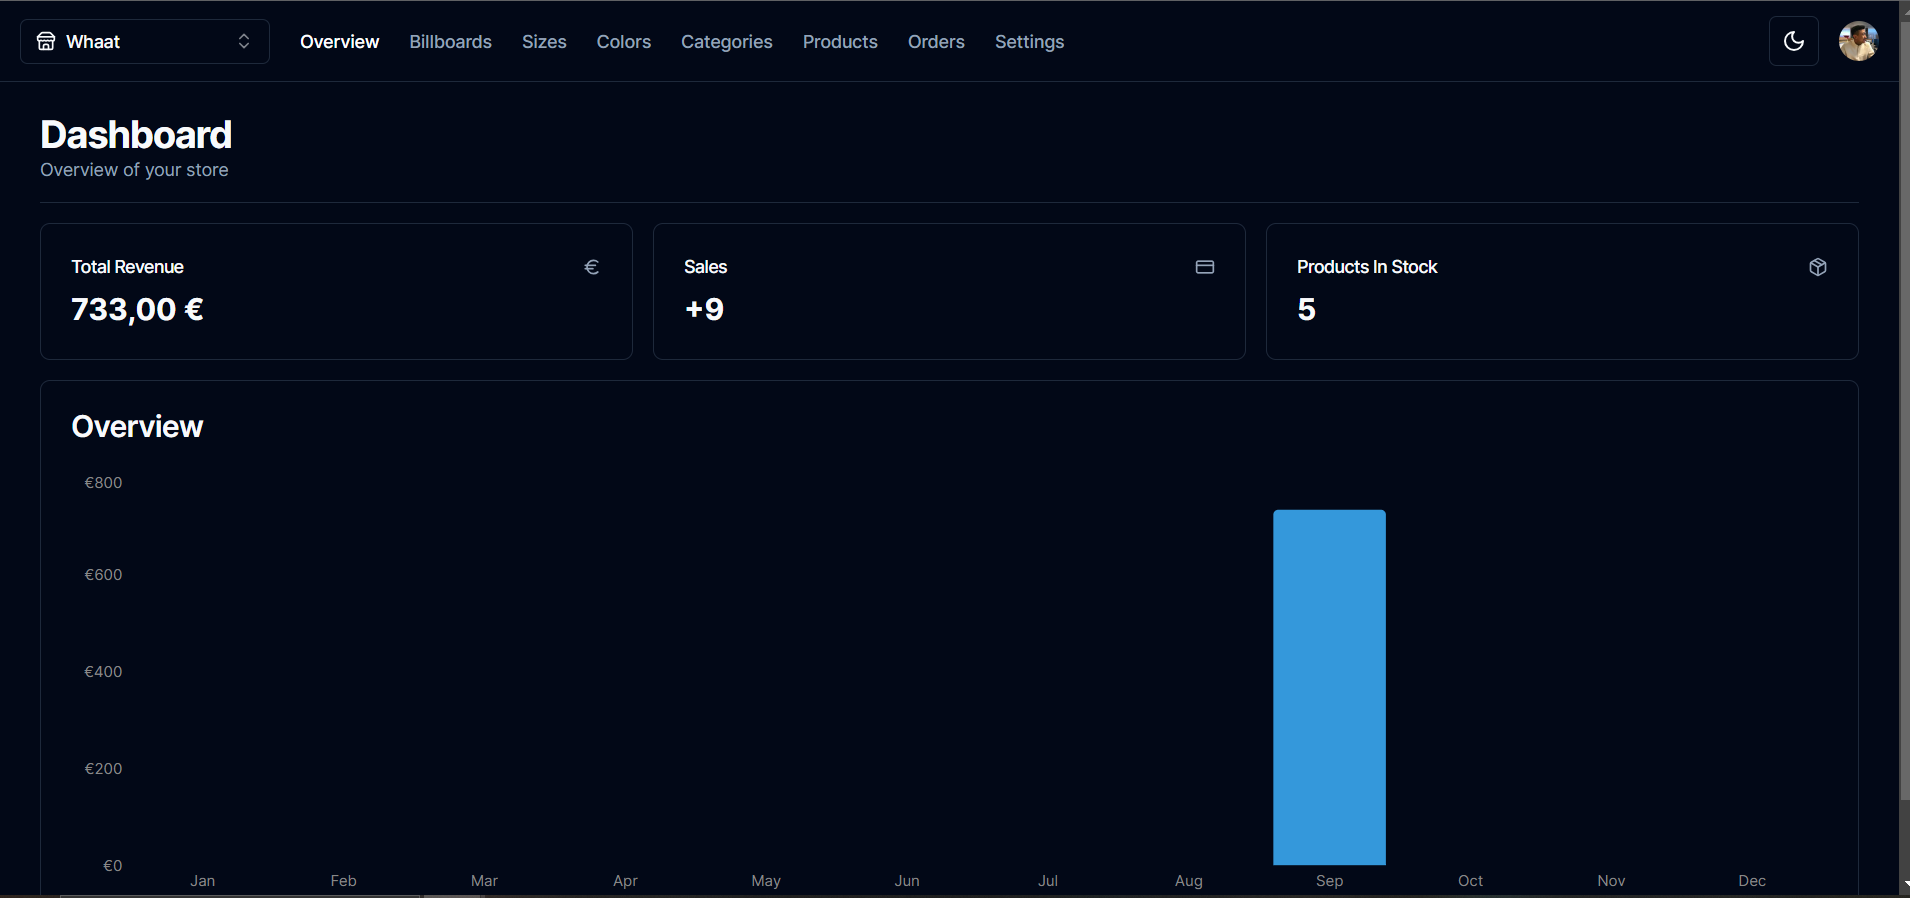 Whaat Overview Billboards Sizes Colors Categories Products Orders Settings
Dashboard
Overview of your store
Total Revenue €
733,00 €
Sales
+9
Products In Stock
5
Overview
€800
€600
€400
€200
€0
Jan Feb Mar Apr May Jun Jul Aug Sep Oct Nov Dec